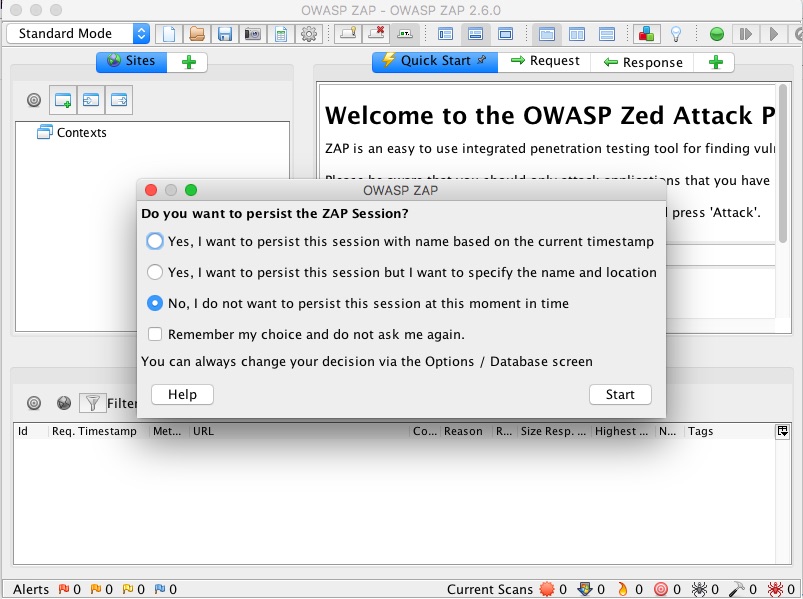 OWASP ZAP - OWASP ZAP 2.6.0
Standard Mode
Sites
Quick Start
Request
Response
Contexts
Welcome to the OWASP Zed Attack P
ZAP is an easy to use integrated penetration testing tool for finding vul
Please be aware that you should only attack applications that you have
press 'Attack'.
OWASP ZAP
Do you want to persist the ZAP Session?
Yes, I want to persist this session with name based on the current timestamp
Yes, I want to persist this session but I want to specify the name and location
No, I do not want to persist this session at this moment in time
Remember my choice and do not ask me again.
You can always change your decision via the Options / Database screen
Help
Start
Filter
Id Req. Timestamp Met... URL Co... Reason R... Size Resp. ... Highest ... N... Tags
Alerts 0 0 0 0 Current Scans 0 0 0 0 0 0 0